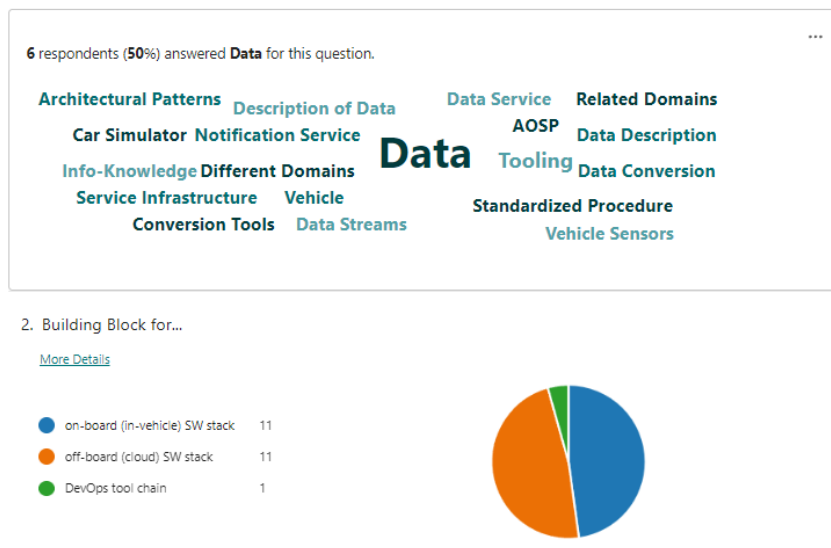 ...
6 respondents (50%) answered Data for this question.
Architectural Patterns
Description of Data
Data Service
Related Domains
Car Simulator
Notification Service
Data
AOSP
Data Description
Info-Knowledge
Different Domains
Tooling
Data Conversion
Service Infrastructure
Vehicle
Standardized Procedure
Conversion Tools
Data Streams
Vehicle Sensors
2. Building Block for...
More Details
on-board (in-vehicle) SW stack 11
off-board (cloud) SW stack 11
DevOps tool chain 1